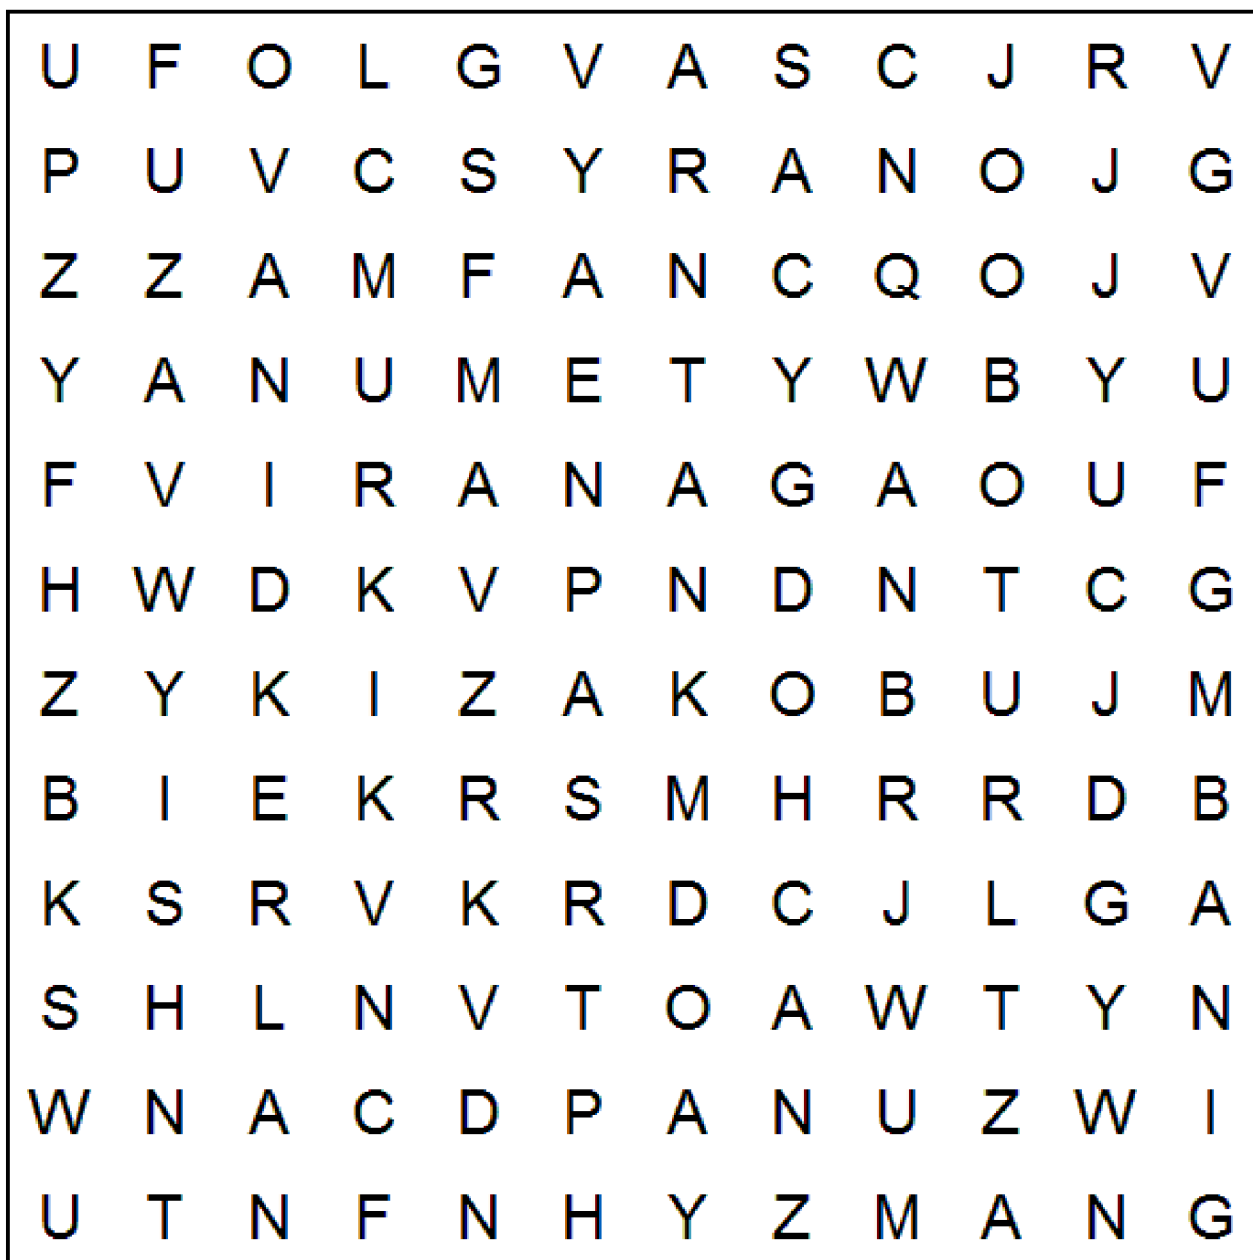 U F O L G V A S C J R V
P U V C S Y R A N O J G
Z Z A M F A N C Q O J V
Y A N U M E T Y W B Y U
F V I R A N A G A O U F
H W D K V P N D N T C G
Z Y K I Z A K O B U J M
B I E K R S M H R R D B
K S R V K R D C J L G A
S H L N V T O A W T Y N
W N A C D P A N U Z W I
U T N F N H Y Z M A N G